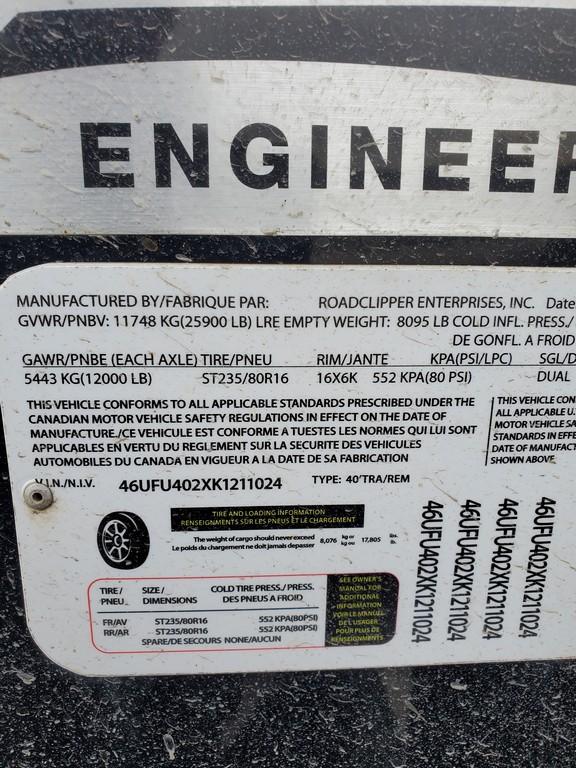 ENGINEER
MANUFACTURED BY/FABRIQUE PAR: ROADCLIPPER ENTERPRISES, INC. Date
GVWR/PNBV: 11748 KG(25900 LB) LRE EMPTY WEIGHT: 8095 LB COLD INFL. PRESS./
DE GONFL. A FROID
GAWR/PNBE (EACH AXLE) TIRE/PNEU RIM/JANTE KPA(PSI/LPC) SGL/D
5443 KG(12000 LB) ST235/80R16 16X6K 552 KPA(80 PSI) DUAL
THIS VEHICLE CONFORMS TO ALL APPLICABLE STANDARDS PRESCRIBED UNDER THE
CANADIAN MOTOR VEHICLE SAFETY REGULATIONS IN EFFECT ON THE DATE OF
MANUFACTURE./CE VEHICULE EST CONFORME A TUESTES LES NORMES QUI LUI SONT
APPLICABLES EN VERTU DU REGLEMENT SUR LA SECURITE DES VEHICULES
AUTOMOBILES DU CANADA EN VIGUEUR A LA DATE DE SA FABRICATION
THIS VEHICLE CON
ALL APPLICABLE U.
MOTOR VEHICLE SA
STANDARDS IN EFFE
DATE OF MANUFACT
SHOWN ABOVE
V.I.N./N.I.V. 46UFU402XK1211024 TYPE: 40'TRA/REM
TIRE AND LOADING INFORMATION
RENSEIGNEMENTS SUR LES PNEUS ET LE CHARGEMENT
The weight of cargo should never exceed 8,076 kg or 17,805 lbs.
Le poids du chargement ne doit jamais depasser kg ou lb.
TIRE/ SIZE/ COLD TIRE PRESS./PRESS.
PNEU DIMENSIONS DES PNEUS A FROID
FR/AV ST235/80R16 552 KPA(80PSI)
RR/AR ST235/80R16 552 KPA(80PSI)
SPARE/DE SECOURS NONE/AUCUN
SEE OWNER'S
MANUAL FOR
ADDITIONAL
INFORMATION
VOIR LE MANUEL
DE L'USAGER
POUR PLUS DE
RENSEIGNEMENTS
46UFU402XK1211024
46UFU402XK1211024
46UFU402XK1211024
46UFU402XK1211024